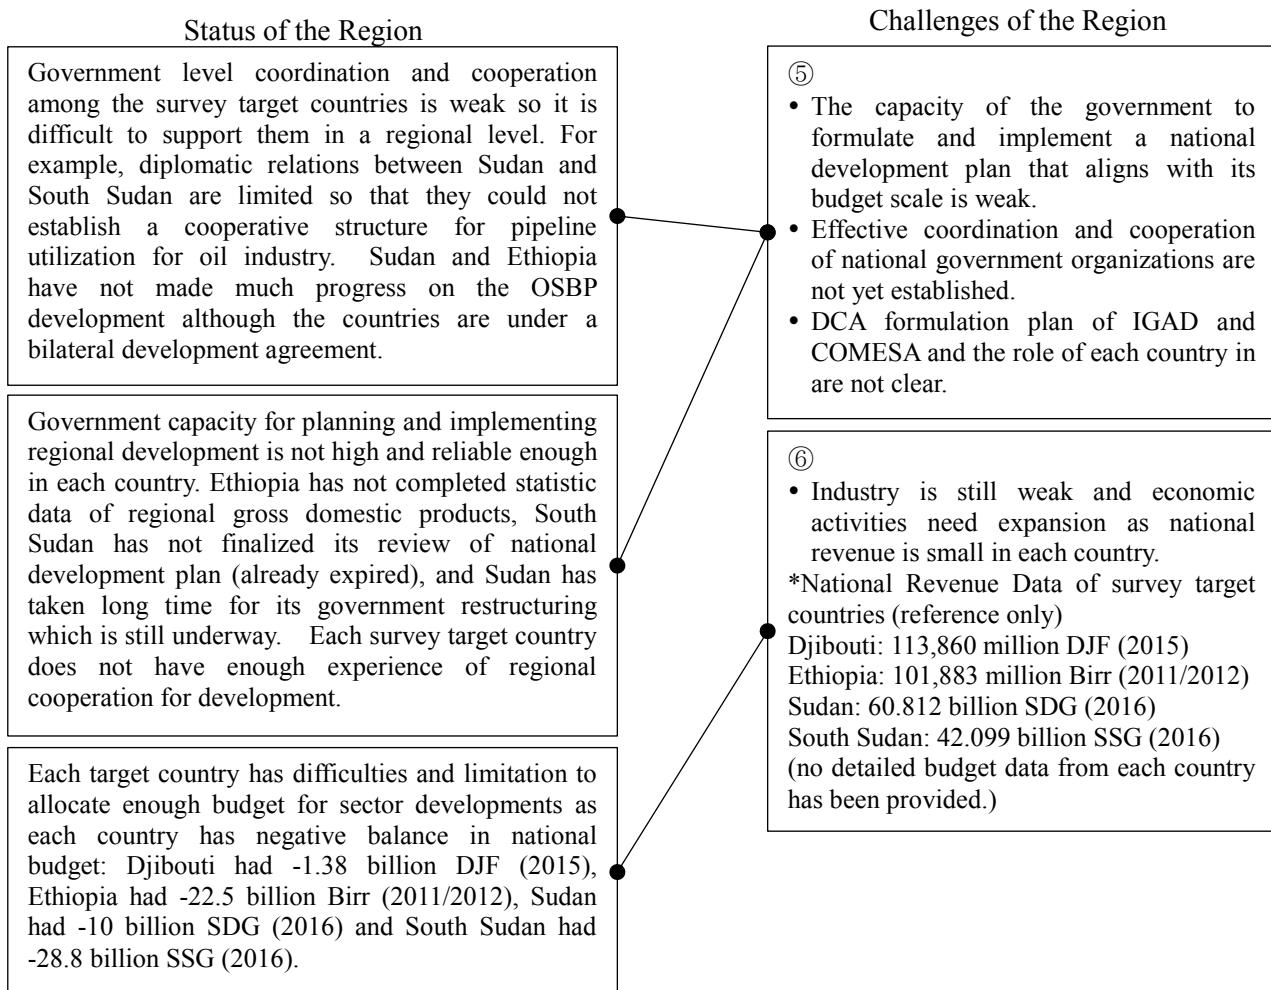 Status of the Region
Government level coordination and cooperation
among the survey target countries is weak so it is
difficult to support them in a regional level. For
example, diplomatic relations between Sudan and
South Sudan are limited so that they could not
establish a cooperative structure for pipeline
utilization for oil industry. Sudan and Ethiopia
have not made much progress on the OSBP
development although the countries are under a
bilateral development agreement.
Government capacity for planning and implementing
regional development is not high and reliable enough
in each country. Ethiopia has not completed statistic
data of regional gross domestic products, South
Sudan has not finalized its review of national
development plan (already expired), and Sudan has
taken long time for its government restructuring
which is still underway. Each survey target country
does not have enough experience of regional
cooperation for development.
Each target country has difficulties and limitation to
allocate enough budget for sector developments as
each country has negative balance in national
budget: Djibouti had -1.38 billion DJF (2015),
Ethiopia had -22.5 billion Birr (2011/2012), Sudan
had -10 billion SDG (2016) and South Sudan had
-28.8 billion SSG (2016).
Challenges of the Region
⑤
• The capacity of the government to
formulate and implement a national
development plan that aligns with its
budget scale is weak.
• Effective coordination and cooperation
of national government organizations are
not yet established.
• DCA formulation plan of IGAD and
COMESA and the role of each country in
are not clear.
⑥
• Industry is still weak and economic
activities need expansion as national
revenue is small in each country.
*National Revenue Data of survey target
countries (reference only)
Djibouti: 113,860 million DJF (2015)
Ethiopia: 101,883 million Birr (2011/2012)
Sudan: 60.812 billion SDG (2016)
South Sudan: 42.099 billion SSG (2016)
(no detailed budget data from each country
has been provided.)